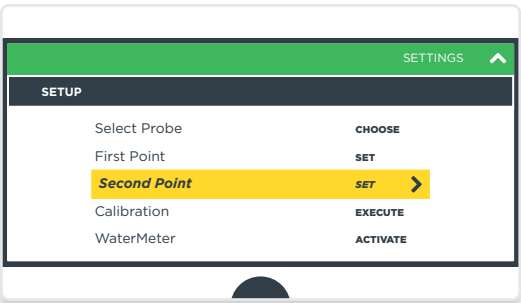 SETTINGS
SETUP
Select Probe CHOOSE
First Point SET
Second Point SET
Calibration EXECUTE
WaterMeter ACTIVATE